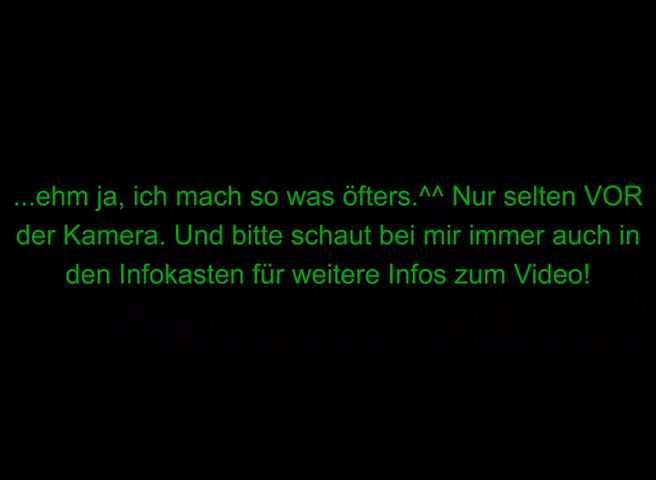 ...ehm ja, ich mach so was öfters.^^ Nur selten VOR
der Kamera. Und bitte schaut bei mir immer auch in
den Infokasten für weitere Infos zum Video!